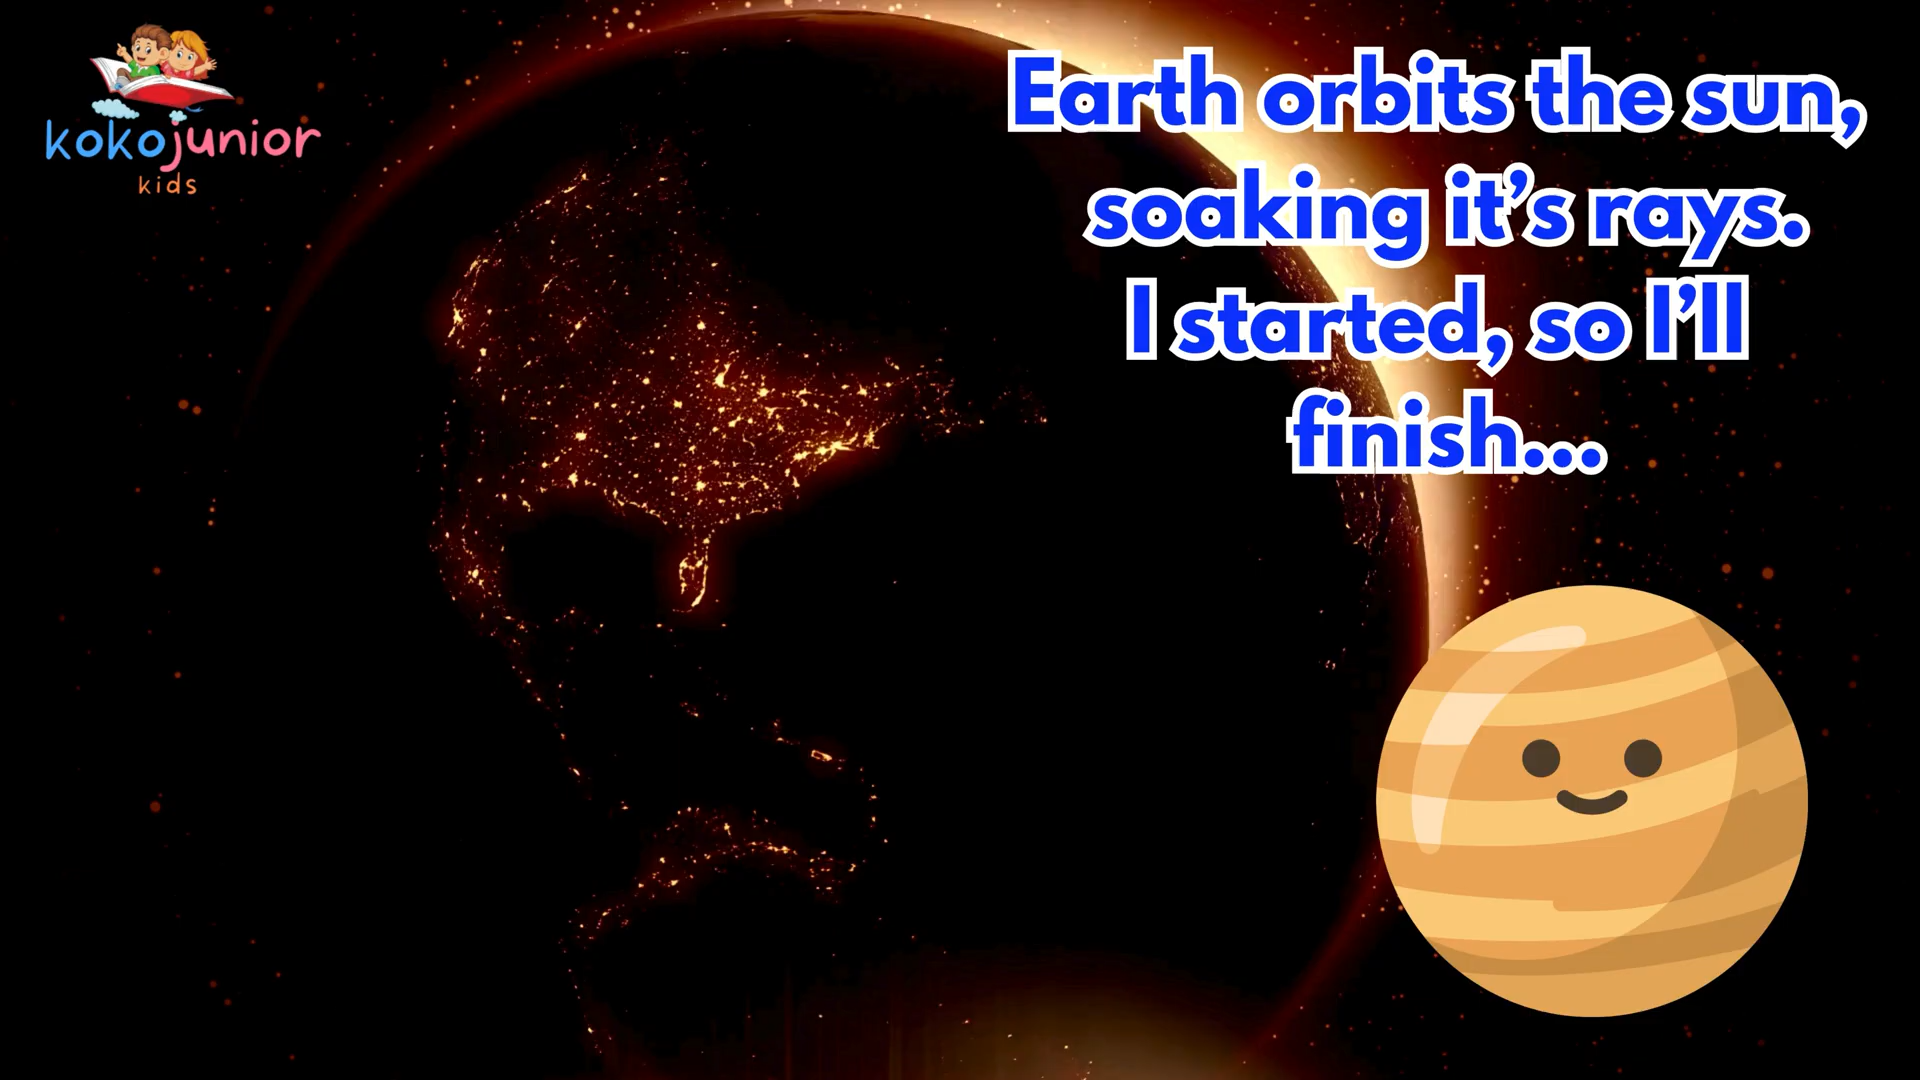 kokojunior
kids
Earth orbits the sun,
soaking it’s rays.
I started, so I’ll
finish...